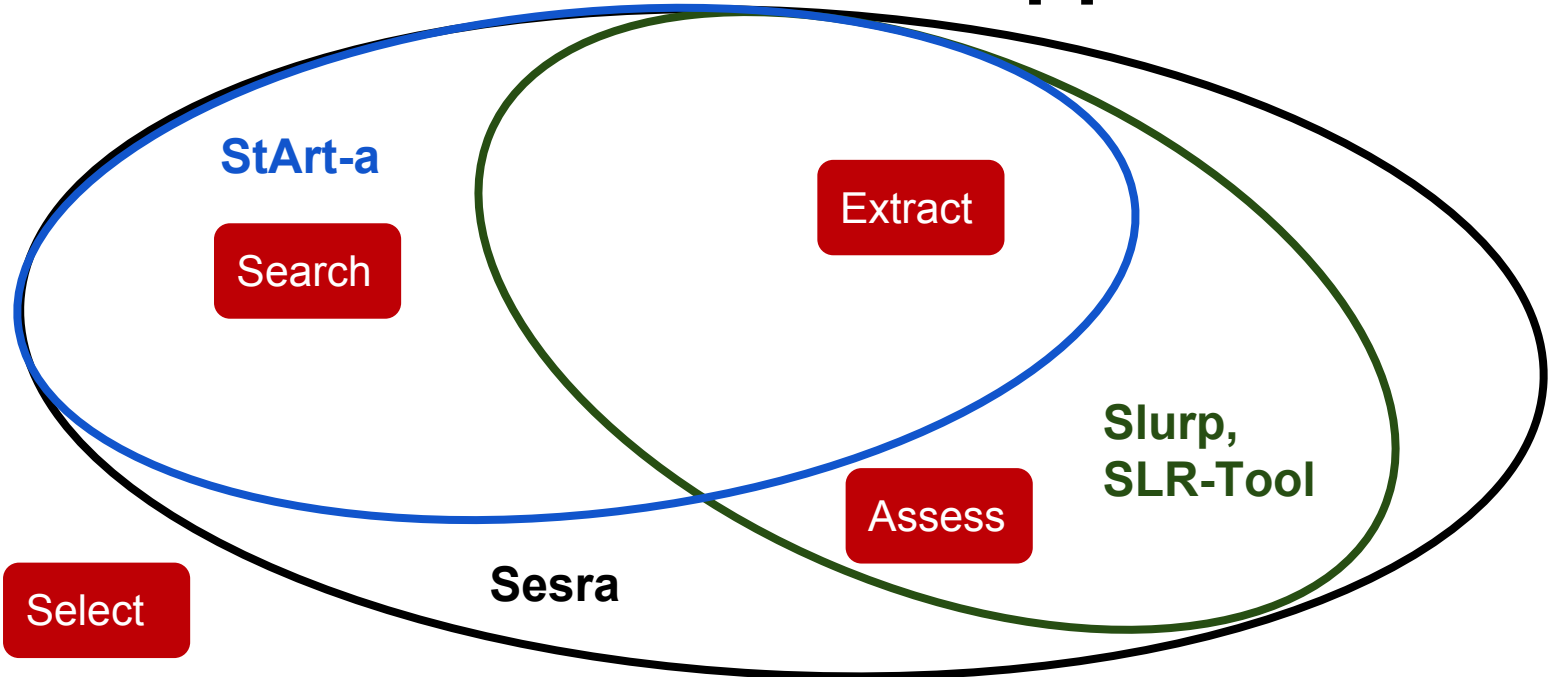 StArt-a
Search
Extract
Slurp,
SLR-Tool
Assess
Sesra
Select